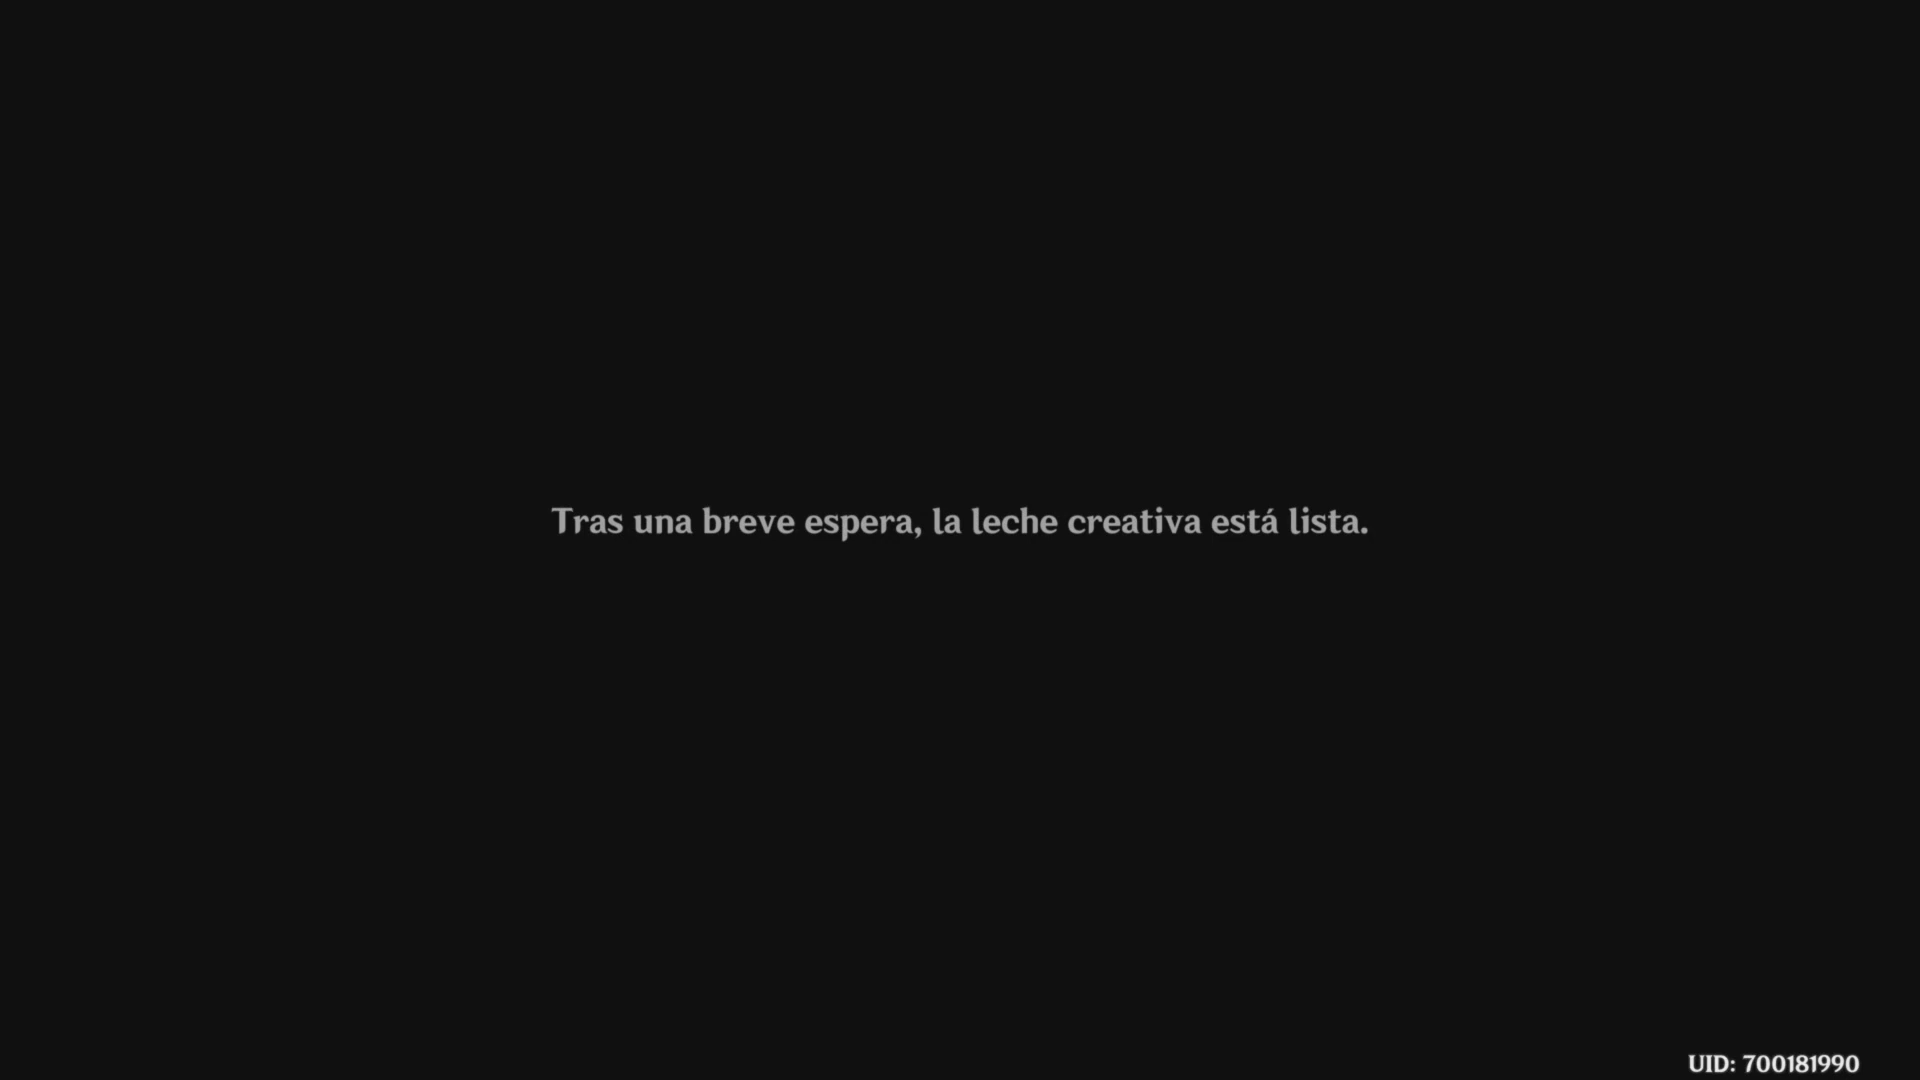 Tras una breve espera, la leche creativa está lista.
UID: 700181990